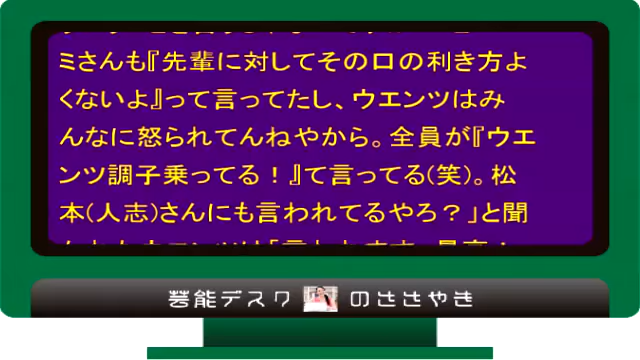 ミさんも『先輩に対してその口の利き方よ
くないよ』って言ってたし、ウエンツはみ
んなに怒られてんねやから。全員が『ウエ
ンツ調子乗ってる！』て言ってる(笑)。松
本(人志)さんにも言われてるやろ？」と聞
芸能デスク のささやき